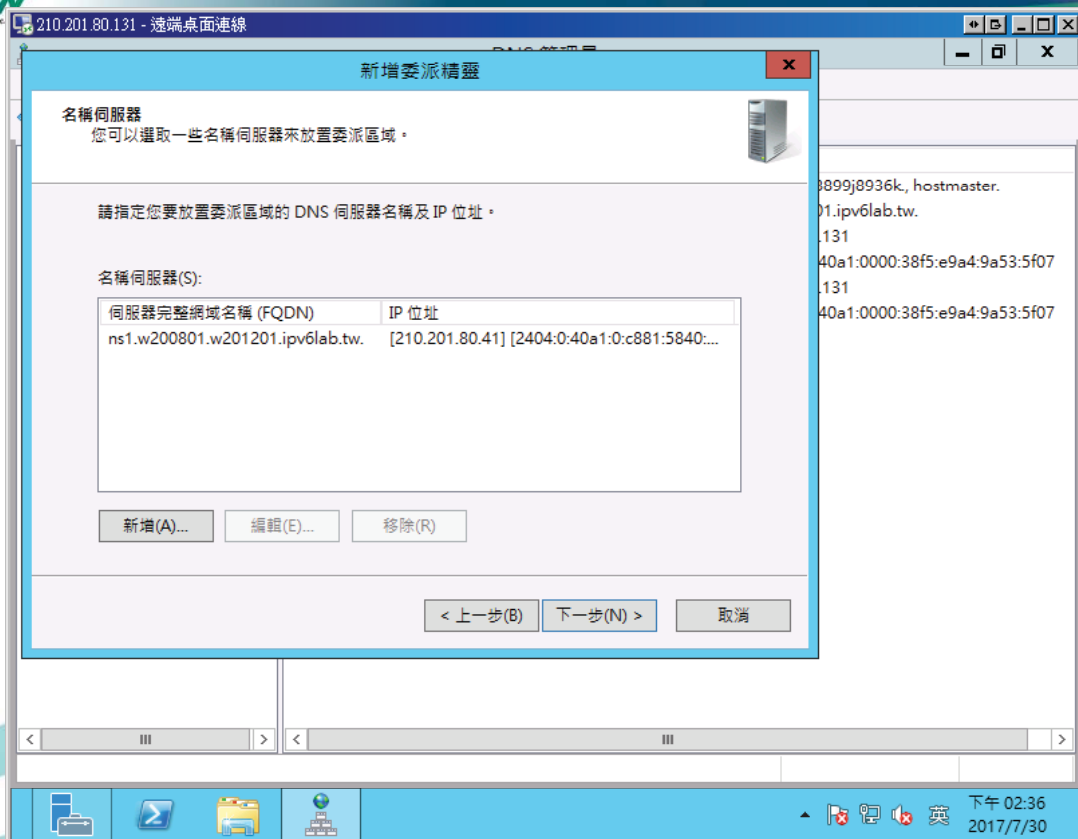 210.201.80.131 - 遠端桌面連線
新增委派精靈
名稱伺服器
您可以選取一些名稱伺服器來放置委派區域。
請指定您要放置委派區域的 DNS 伺服器名稱及 IP 位址。
名稱伺服器(S):
伺服器完整網域名稱 (FQDN) IP 位址
ns1.w200801.w201201.ipv6lab.tw. [210.201.80.41] [2404:0:40a1:0:c881:5840:...
新增(A)... 編輯(E)... 移除(R)
< 上一步(B) 下一步(N) > 取消
3899j8936k., hostmaster.
01.ipv6lab.tw.
.131
40a1:0000:38f5:e9a4:9a53:5f07
.131
40a1:0000:38f5:e9a4:9a53:5f07
英
下午 02:36
2017/7/30